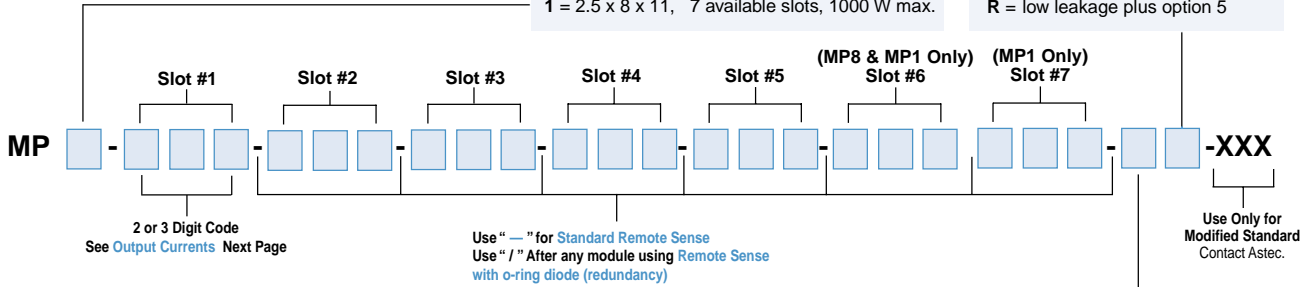 1 = 2.5 x 8 x 11, 7 available slots, 1000 W max.
R = low leakage plus option 5
(MP8 & MP1 Only)
(MP1 Only)
Slot #1
Slot #2
Slot #3
Slot #4
Slot #5
Slot #6
Slot #7
MP - - - - - - - -XXX
2 or 3 Digit Code
See Output Currents Next Page
Use “ — ” for Standard Remote Sense
Use “ / ” After any module using Remote Sense
with o-ring diode (redundancy)
Use Only for
Modified Standard
Contact Astec.